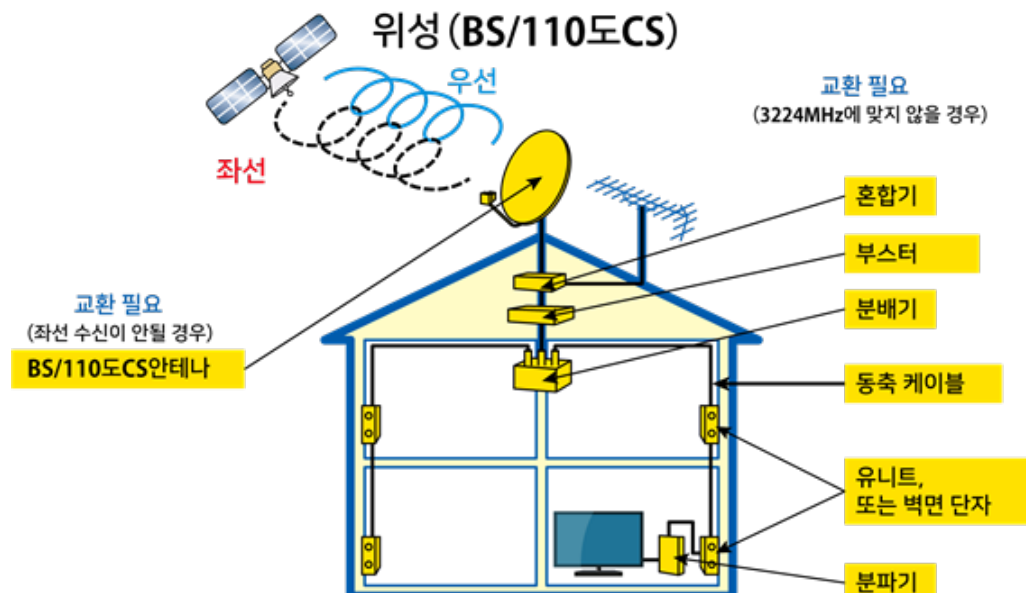 위성(BS/110도CS)
우선
좌선
교환 필요
(3224MHz에 맞지 않을 경우)
혼합기
부스터
분배기
동축 케이블
유니트,
또는 벽면 단자
분파기
교환 필요
(좌선 수신이 안될 경우)
BS/110도CS안테나